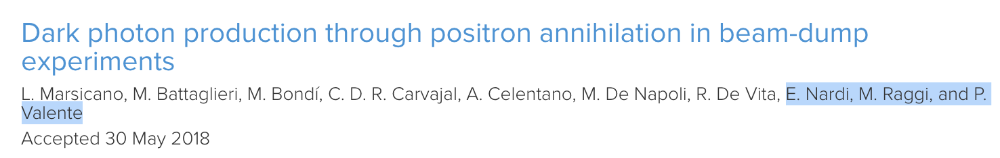 Dark photon production through positron annihilation in beam-dump
experiments
L. Marsicano, M. Battaglieri, M. Bondí, C. D. R. Carvajal, A. Celentano, M. De Napoli, R. De Vita, E. Nardi, M. Raggi, and P.
Valente
Accepted 30 May 2018